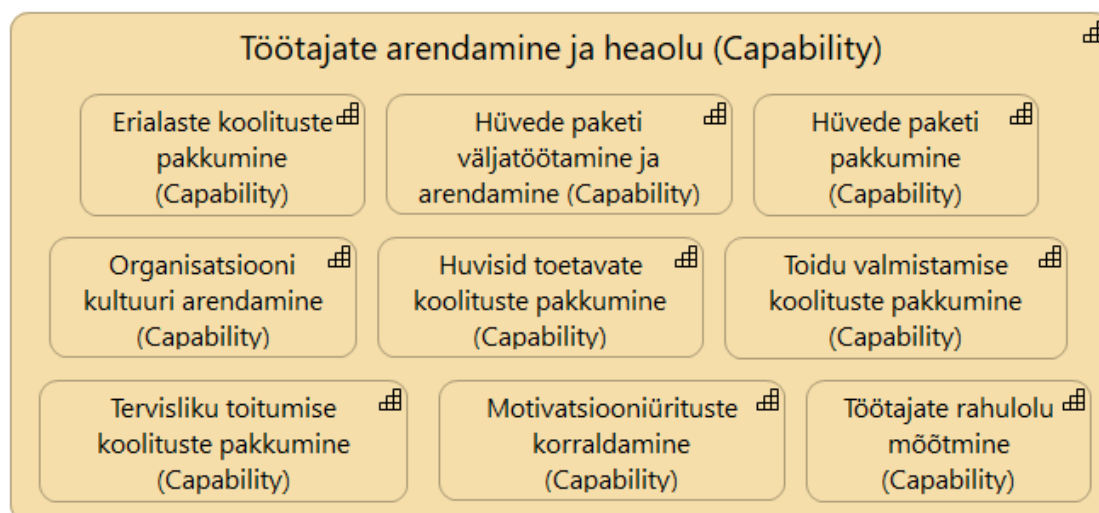 Töötajate arendamine ja heaolu (Capability)
Erialaste koolituste
pakkumine
(Capability)
Hüvede paketi
väljatöötamine ja
arendamine (Capability)
Hüvede paketi
pakkumine
(Capability)
Organisatsiooni
kultuuri arendamine
(Capability)
Huvisid toetavate
koolituste pakkumine
(Capability)
Toidu valmistamise
koolituste pakkumine
(Capability)
Tervisliku toitumise
koolituste pakkumine
(Capability)
Motivatsiooniürituste
korraldamine
(Capability)
Töötajate rahulolu
mõõtmine
(Capability)